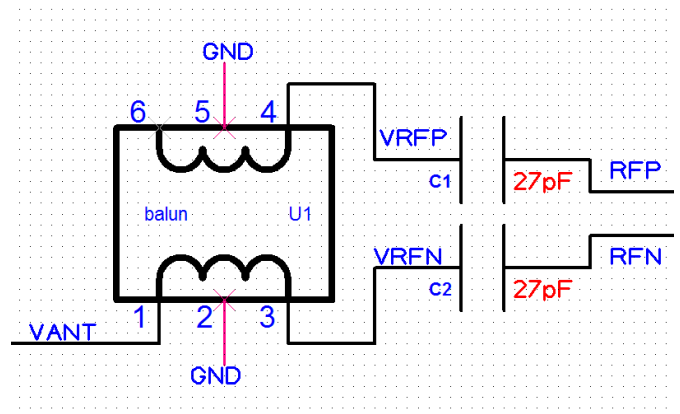 GND
6 5 4
VRFP
C1 27pF RFP
balun U1
VRFN RFN
C2 27pF
1 2 3
VANT
GND